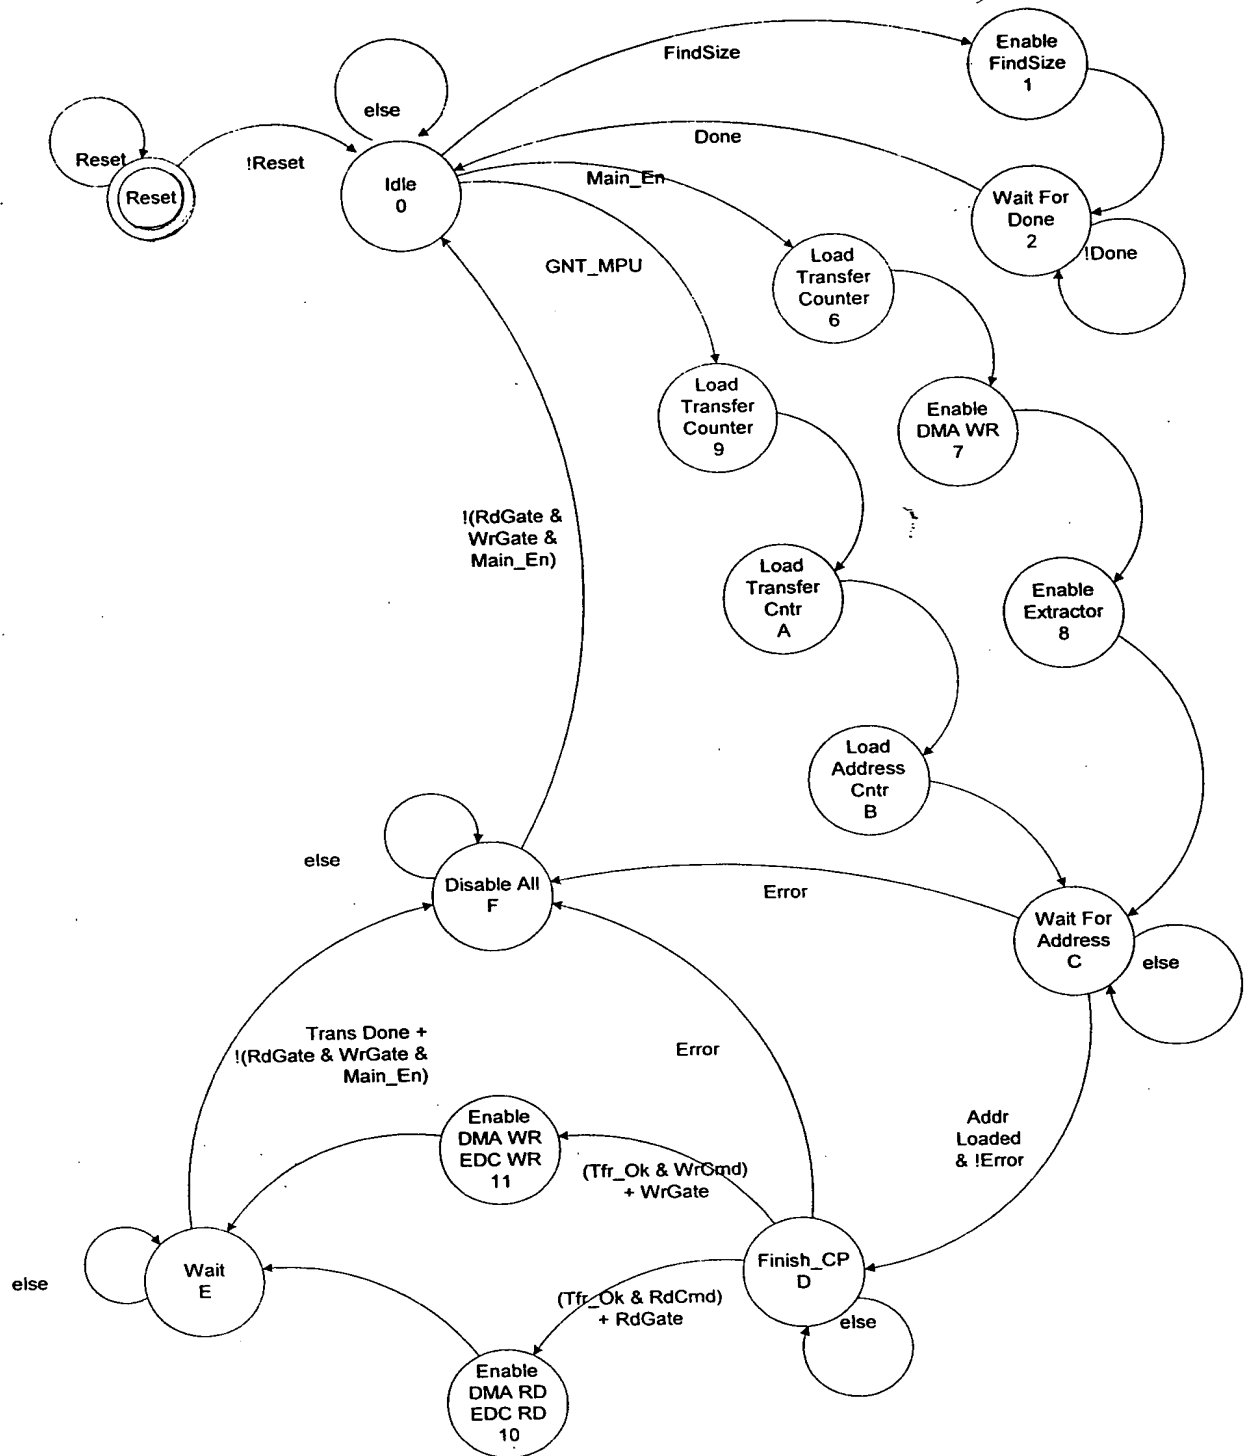 Enable
FindSize
1
FindSize
else
Reset
!Reset
Reset
Idle
0
Done
Main_En
Wait For
Done
2
!Done
GNT_MPU
Load
Transfer
Counter
6
Load
Transfer
Counter
9
Enable
DMA WR
7
!(RdGate &
WrGate &
Main_En)
Load
Transfer
Cntr
A
Enable
Extractor
8
Load
Address
Cntr
B
else
Disable All
F
Error
Wait For
Address
C
else
Trans Done +
!(RdGate & WrGate &
Main_En)
Error
Addr
Loaded
& !Error
Enable
DMA WR
EDC WR
11
(Tfr_Ok & WrCmd)
+ WrGate
Wait
E
else
Finish_CP
D
else
(Tfr_Ok & RdCmd)
+ RdGate
Enable
DMA RD
EDC RD
10